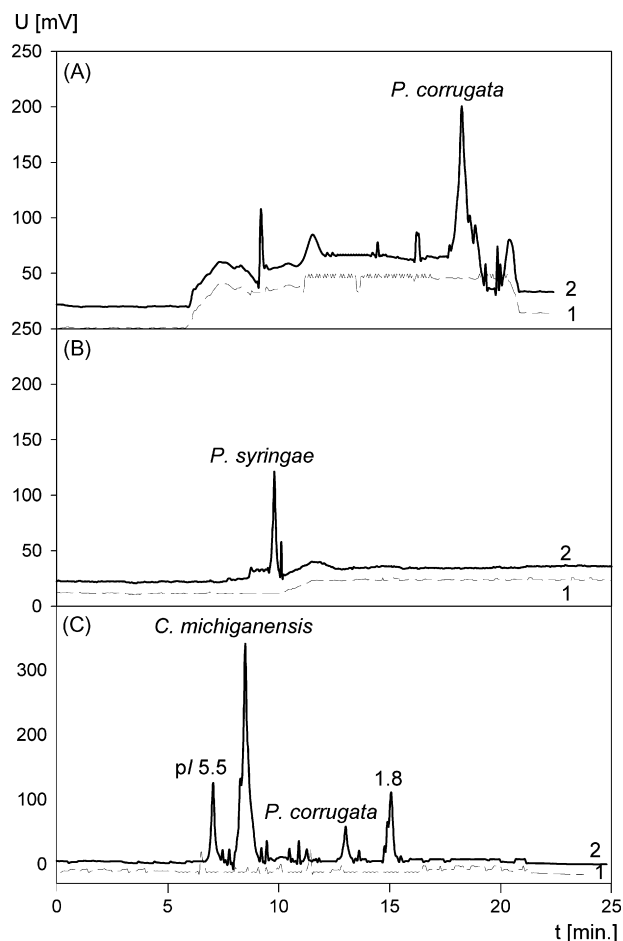 U [mV]
250
(A)
P. corrugata
200
150
100
50
2
1
250
(B)
200
P. syringae
150
100
50
2
1
0
(C)
C. michiganensis
300
200
pI 5.5
1.8
100
P. corrugata
2
0
1
0 5 10 15 20 25
t [min.]